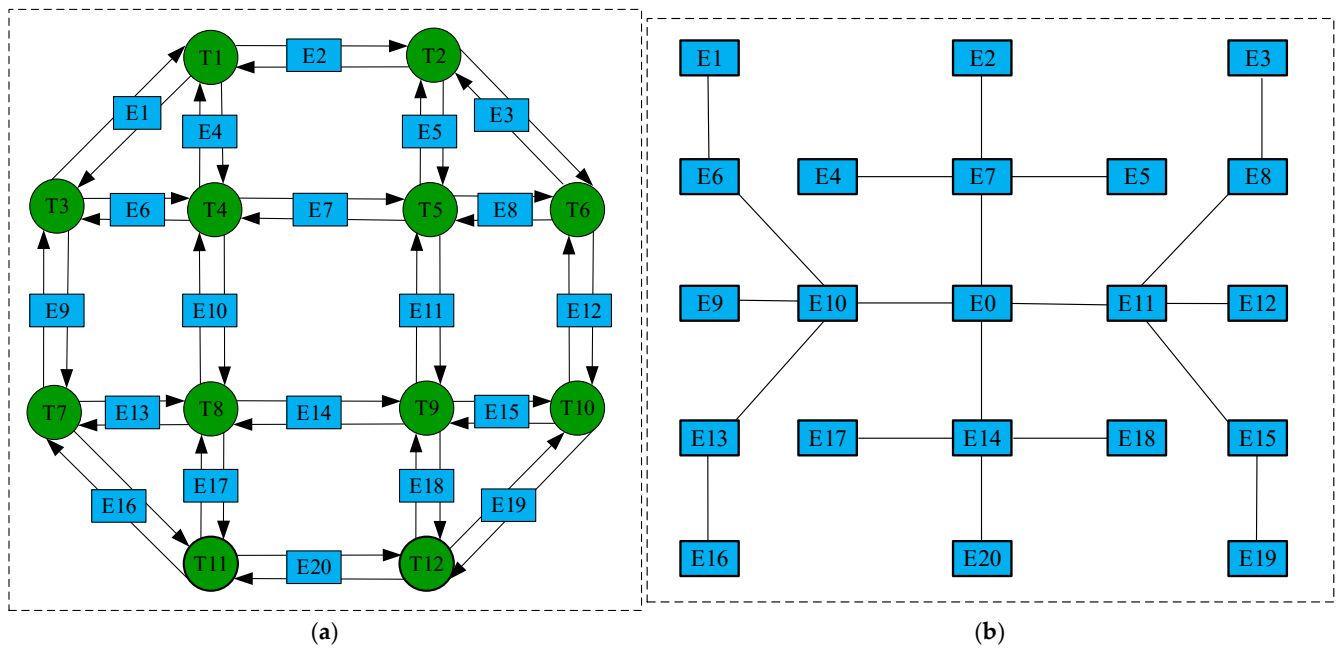 T1 E2 T2
E1 E4 E5 E3
T3 E6 T4 E7 T5 E8 T6
E9 E10 E11 E12
T7 E13 T8 E14 T9 E15 T10
E16 E17 E18 E19
T11 E20 T12
(a)
E1 E2 E3
E6 E4 E7 E5 E8
E9 E10 E0 E11 E12
E13 E17 E14 E18 E15
E16 E20 E19
(b)